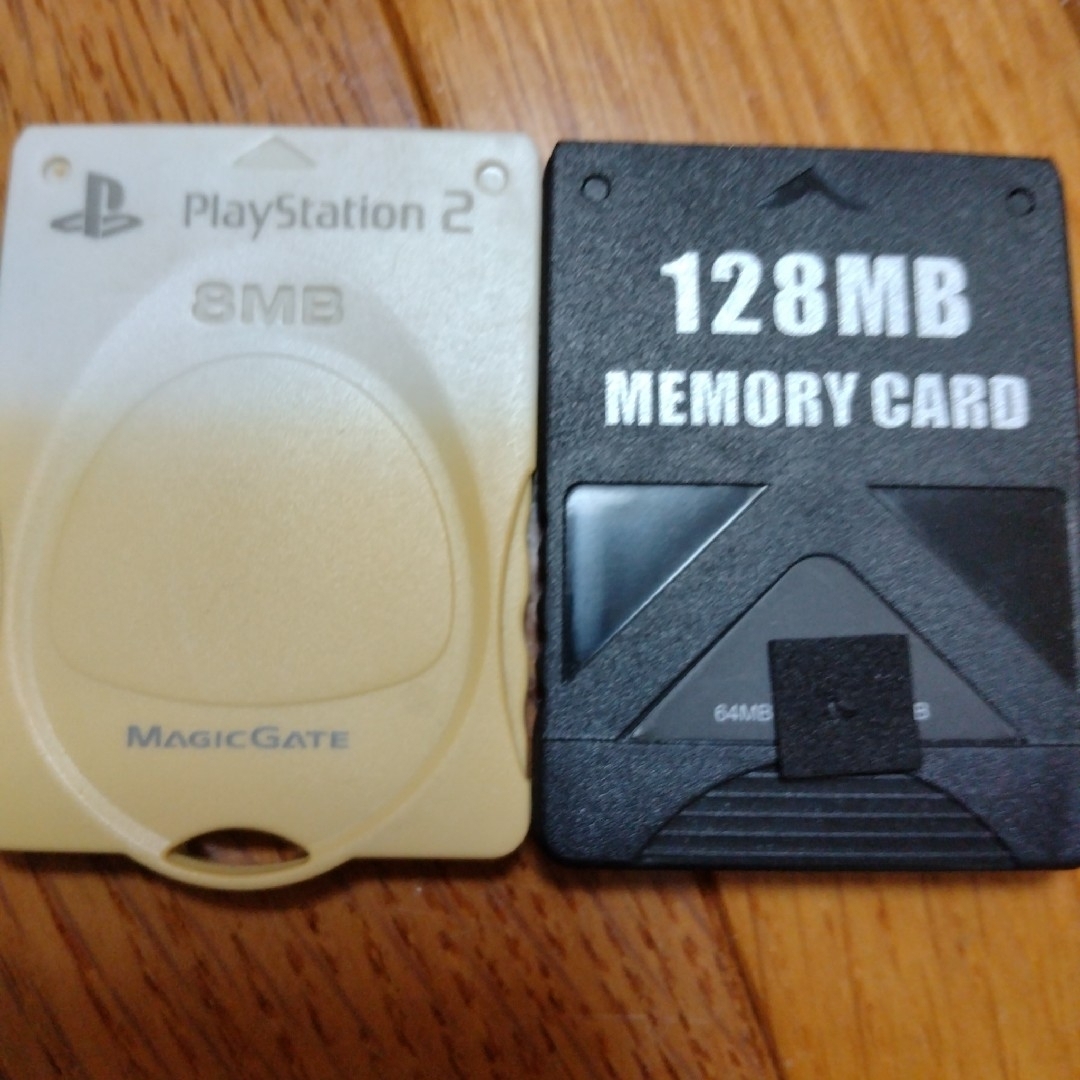 PlayStation 2
8MB
MAGICGATE
128MB
MEMORY CARD
64MB